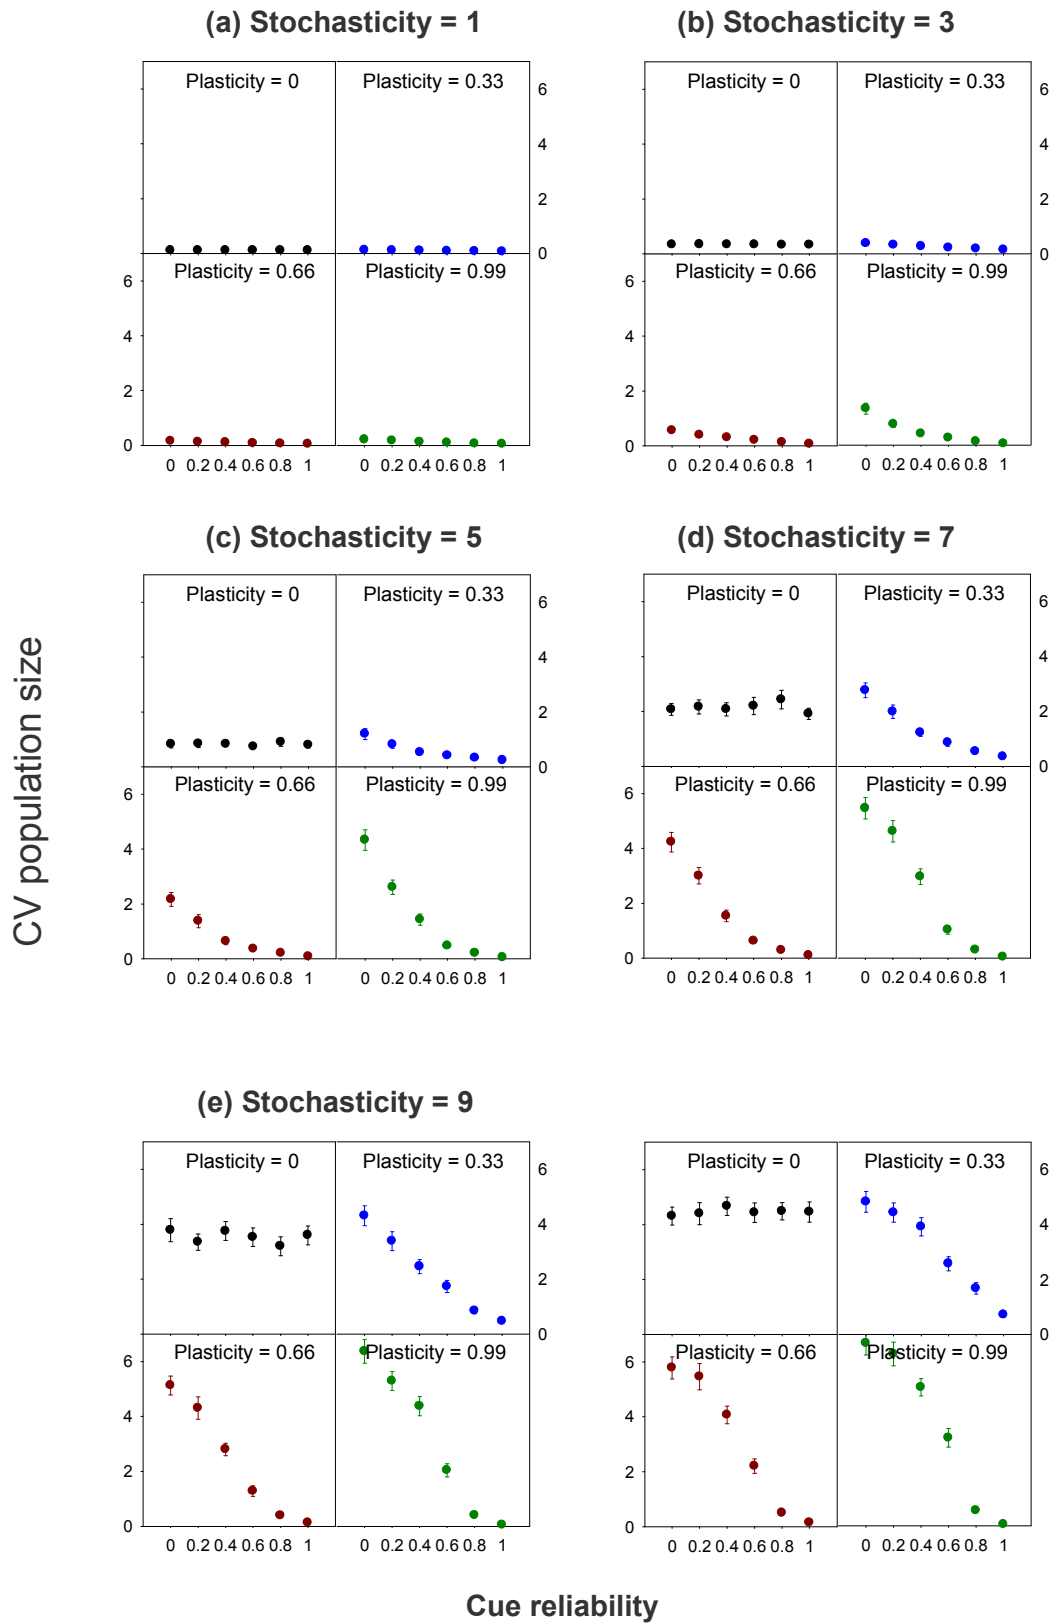 (a) Stochasticity = 1
(b) Stochasticity = 3
Plasticity = 0
Plasticity = 0.33
6
4
2
0
Plasticity = 0.66
Plasticity = 0.99
6
4
2
0
0 0.2 0.4 0.6 0.8 1
0 0.2 0.4 0.6 0.8 1
Plasticity = 0
Plasticity = 0.33
6
4
2
0
Plasticity = 0.66
Plasticity = 0.99
6
4
2
0
0 0.2 0.4 0.6 0.8 1
0 0.2 0.4 0.6 0.8 1
(c) Stochasticity = 5
(d) Stochasticity = 7
Plasticity = 0
Plasticity = 0.33
6
4
2
0
Plasticity = 0.66
Plasticity = 0.99
6
4
2
0
0 0.2 0.4 0.6 0.8 1
0 0.2 0.4 0.6 0.8 1
Plasticity = 0
Plasticity = 0.33
6
4
2
0
Plasticity = 0.66
Plasticity = 0.99
6
4
2
0
0 0.2 0.4 0.6 0.8 1
0 0.2 0.4 0.6 0.8 1
CV population size
(e) Stochasticity = 9
Plasticity = 0
Plasticity = 0.33
6
4
2
0
Plasticity = 0.66
Plasticity = 0.99
6
4
2
0
0 0.2 0.4 0.6 0.8 1
0 0.2 0.4 0.6 0.8 1
Plasticity = 0
Plasticity = 0.33
6
4
2
0
Plasticity = 0.66
Plasticity = 0.99
6
4
2
0
0 0.2 0.4 0.6 0.8 1
0 0.2 0.4 0.6 0.8 1
Cue reliability